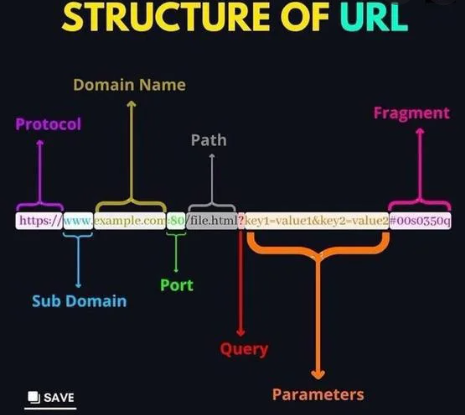 STRUCTURE OF URL
Domain Name
Protocol
Fragment
Path
https://www.example.com:80/file.html?key1=value1&key2=value2#00s0350q
Sub Domain
Port
Query
Parameters
SAVE